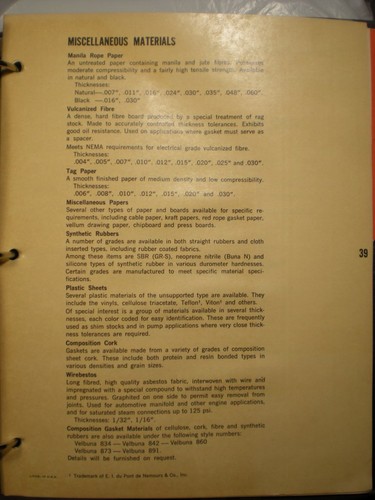 MISCELLANEOUS MATERIALS
Manila Rope Paper
An untreated paper containing manila and jute fibres. Possesses
moderate compressibility and a fairly high tensile strength. Available
in natural and black.
Thicknesses:
Natural—.007", .011", .016", .024", .030", .035", .048", .060".
Black —.016", .030"
Vulcanized Fibre
A dense, hard fibre board produced by a special treatment of rag
stock. Made to accurately controlled thickness tolerances. Exhibits
good oil resistance. Used on applications where gasket must serve as
a spacer.
Meets NEMA requirements for electrical grade vulcanized fibre.
Thicknesses:
.004", .005", .007", .010", .012", .015", .020", .025" and .030".
Tag Paper
A smooth finished paper of medium density and low compressibility.
Thicknesses:
.006", .008", .010", .012", .015", .020" and .030".
Miscellaneous Papers
Several other types of paper and boards available for specific re-
quirements, including cable paper, kraft papers, red rope gasket paper,
vellum drawing paper, chipboard and press boards.
Synthetic Rubbers
A number of grades are available in both straight rubbers and cloth
inserted types, including rubber coated fabrics.
Among these are SBR (GR-S), neoprene nitrile (Buna N) and
silicone types of synthetic rubber in various durometer hardnesses.
Certain grades are manufactured to meet specific material speci-
fications.
39
Plastic Sheets
Several plastic materials of the unsupported type are available. They
include the vinyls, cellulose triacetate, Teflon¹, Viton² and others.
Of special interest is a group of materials available in several thick-
nesses, each color coded for easy identification. These are frequently
used as shim stocks and in pump applications where very close thick-
ness tolerances are required.
Composition Cork
Gaskets are available made from a variety of grades of composition
sheet cork. These include both protein and resin bonded types in
various densities and grain sizes.
Wirebestos
Long fibred, high quality asbestos fabric, interwoven with wire and
impregnated with a special compound to withstand high temperatures
and pressures. Graphited on one side to permit easy removal from
joints. Used for automotive manifold and other engine applications,
and for saturated steam connections up to 125 psi.
Thicknesses: 1/32", 1/16".
Composition Gasket Materials of cellulose, cork, fibre and synthetic
rubbers are also available under the following style numbers:
Velbuna 834 — Velbuna 842 — Velbuna 860
Velbuna 873 — Velbuna 891.
Details will be furnished on request.
Trademark of E. I. du Pont de Nemours & Co., Inc.